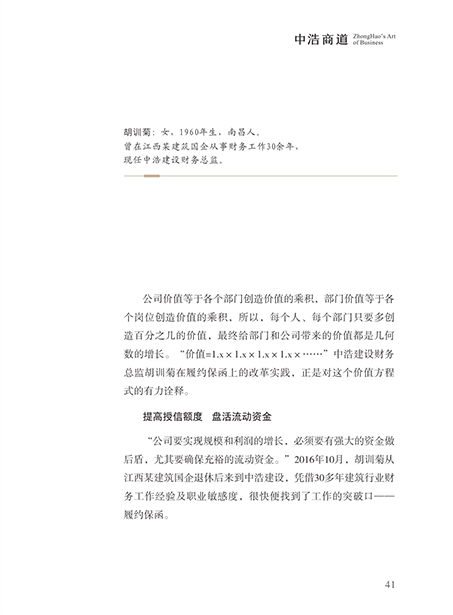 中浩商道 ZhongHao's Art
of Business
胡训菊：女，1960年生，南昌人。
曾在江西某建筑国企从事财务工作30余年，
现任中浩建设财务总监。
公司价值等于各个部门创造价值的乘积，部门价值等于各
个岗位创造价值的乘积，所以，每个人、每个部门只要多创
造百分之几的价值，最终给部门和公司带来的价值都是几何
数的增长。“价值=1.x×1.x×1.x×1.x×……”中浩建设财务
总监胡训菊在履约保函上的改革实践，正是对这个价值方程
式的有力诠释。
提高授信额度 盘活流动资金
“公司要实现规模和利润的增长，必须要有强大的资金做
后盾，尤其要确保充裕的流动资金。”2016年10月，胡训菊从
江西某建筑国企退休后来到中浩建设，凭借30多年建筑行业财
务工作经验及职业敏感度，很快便找到了工作的突破口——
履约保函。
41